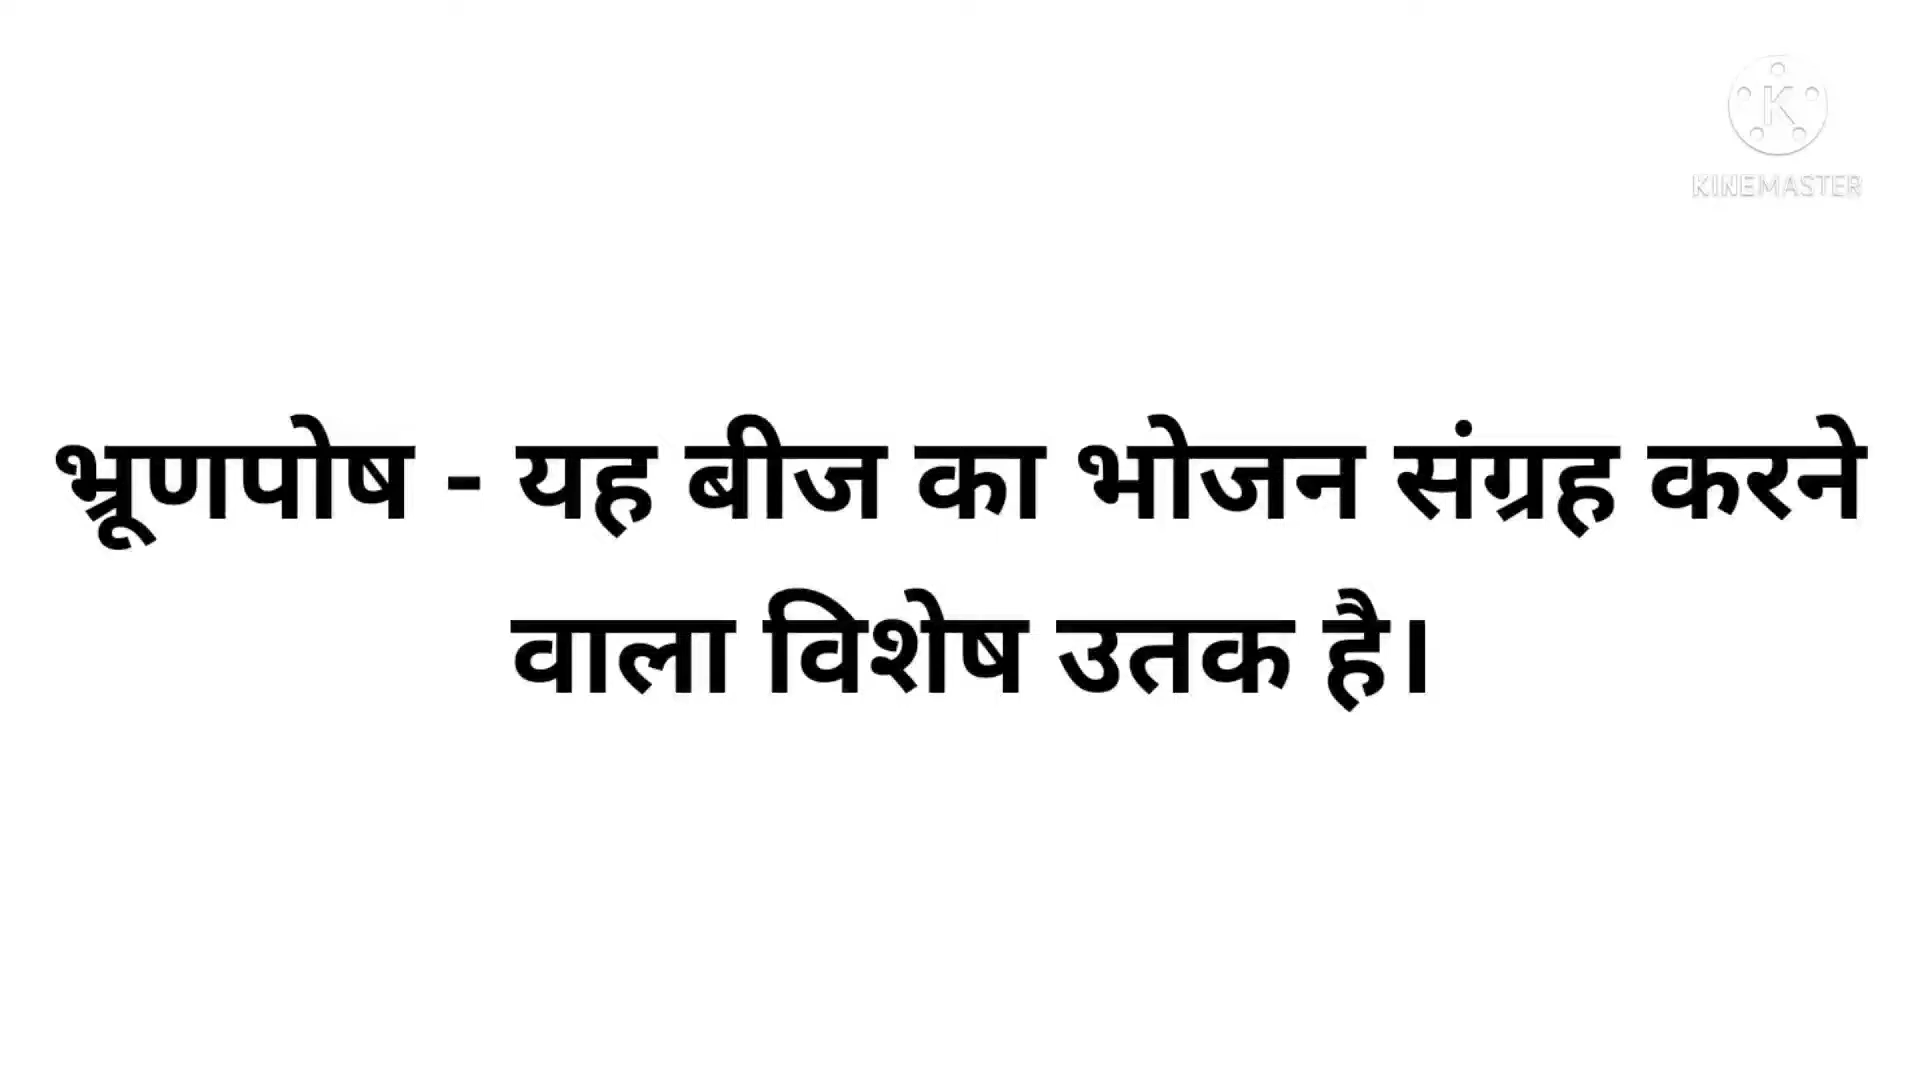 K
KINEMASTER
भ्रूणपोष - यह बीज का भोजन संग्रह करने
वाला विशेष उतक है।